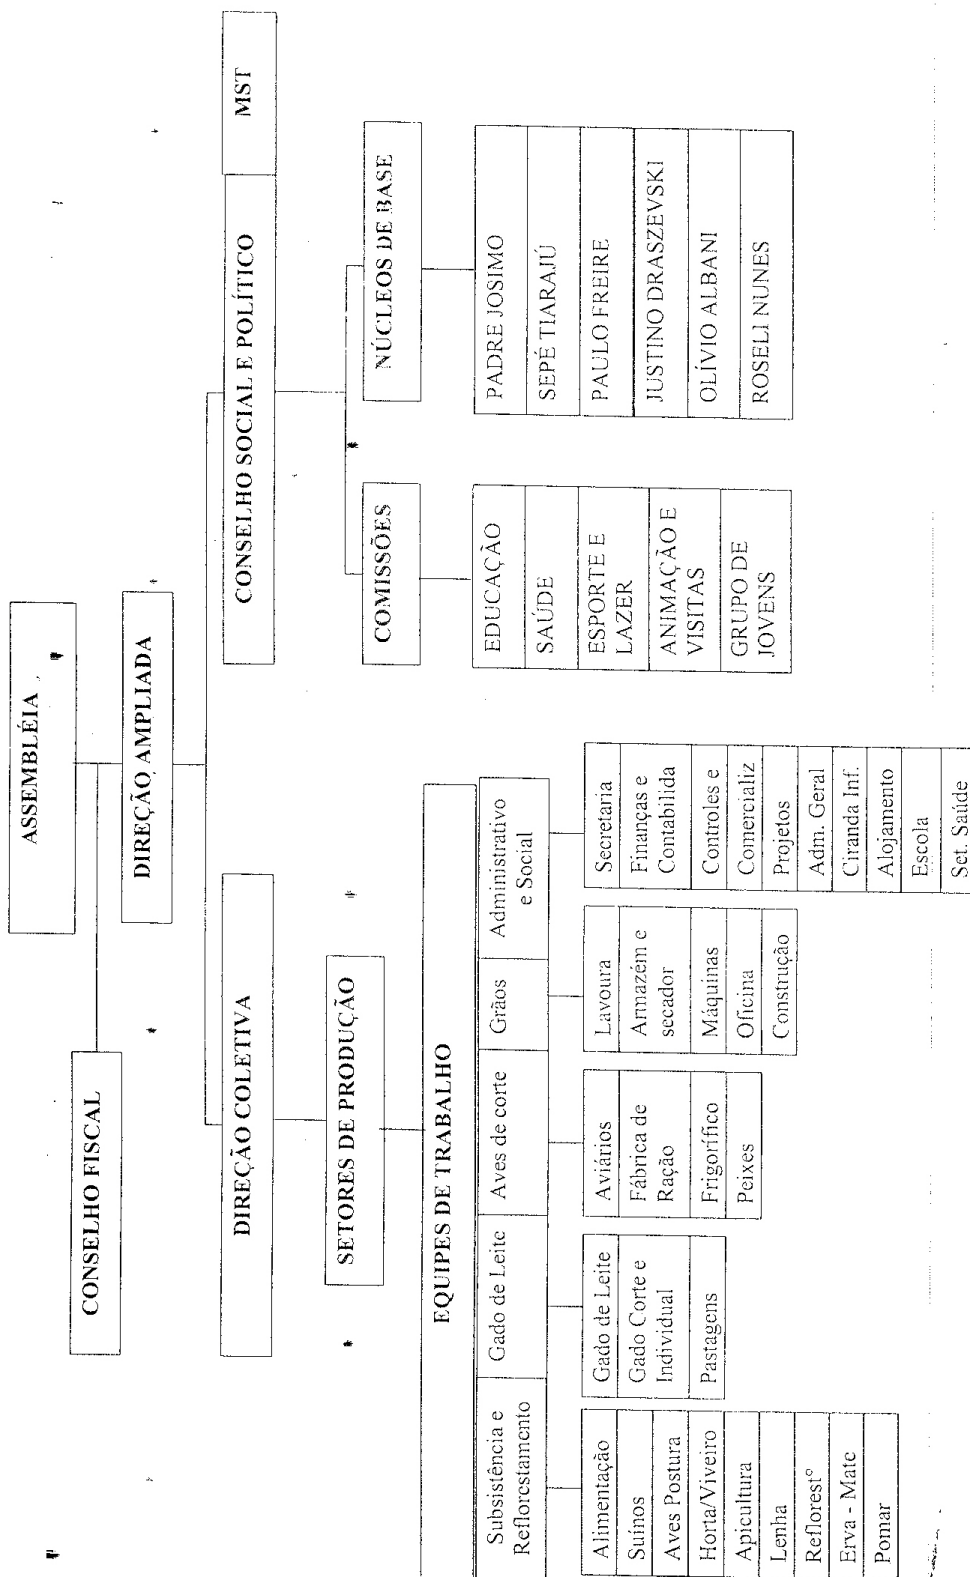 ASSEMBLÉIA
CONSELHO FISCAL
DIREÇÃO AMPLIADA
DIREÇÃO COLETIVA
CONSELHO SOCIAL E POLÍTICO
MST
SETORES DE PRODUÇÃO
COMISSÕES
NÚCLEOS DE BASE
EQUIPES DE TRABALHO
Subsistência e
Reflorestamento
Gado de Leite
Aves de corte
Grãos
Administrativo
e Social
Alimentação
Suínos
Aves Postura
Horta/Viveiro
Apicultura
Lenha
Reflorestº
Erva - Mate
Pomar
Gado de Leite
Gado Corte e
Individual
Pastagens
Aviários
Fábrica de
Ração
Frigorífico
Peixes
Lavoura
Armazém e
secador
Máquinas
Oficina
Construção
Secretaria
Finanças e
Contabilida
Controles e
Comercializ
Projetos
Adm. Geral
Ciranda Inf.
Alojamento
Escola
Set. Saúde
EDUCAÇÃO
SAÚDE
ESPORTE E
LAZER
ANIMAÇÃO E
VISITAS
GRUPO DE
JOVENS
PADRE JOSIMO
SEPÉ TIARAJÚ
PAULO FREIRE
JUSTINO DRASZEVSKI
OLÍVIO ALBANI
ROSELI NUNES